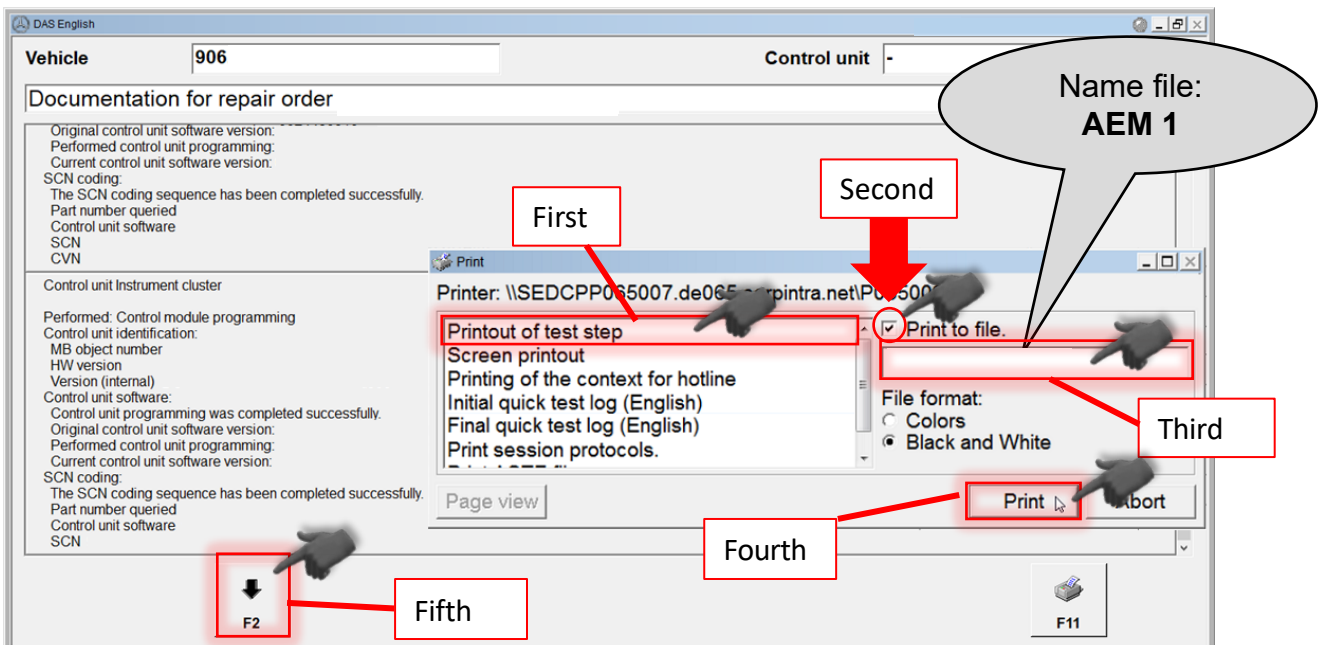 DAS English
Vehicle 906 Control unit -
Documentation for repair order
Name file:
AEM 1
Original control unit software version:
Performed control unit programming:
Current control unit software version:
SCN coding:
The SCN coding sequence has been completed successfully.
Part number queried
Control unit software
SCN
CVN
First
Second
Control unit Instrument cluster
Performed: Control module programming
Control unit identification:
MB object number
HW version
Version (internal)
Control unit software:
Control unit programming was completed successfully.
Original control unit software version:
Performed control unit programming:
Current control unit software version:
SCN coding:
The SCN coding sequence has been completed successfully.
Part number queried
Control unit software
SCN
Print
Printer:
Printout of test step
Screen printout
Printing of the context for hotline
Initial quick test log (English)
Final quick test log (English)
Print session protocols.
Print to file.
File format:
Colors
Black and White
Third
Page view
Print
Abort
Fourth
F2
Fifth
F11